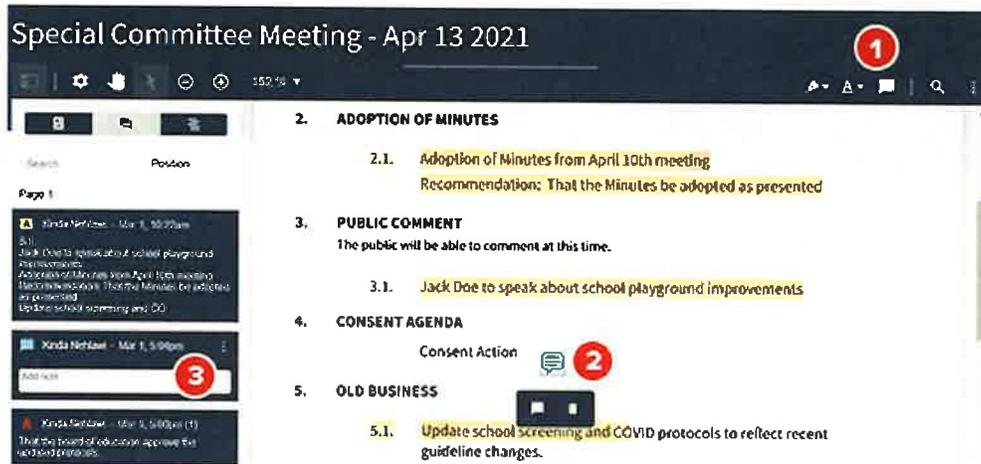 Special Committee Meeting - Apr 13 2021
1
152 %
Search
Position
Page 1
A Kinda Nehlawi - Mar 1, 10:22am
3.1.
Jack Doe to speak about school playground
improvements
Adoption of Minutes from April 10th meeting
Recommendation: That the Minutes be adopted
as presented
Update school screening and CO
Kinda Nehlawi - Mar 1, 5:04pm
Add note
3
A Kinda Nehlawi - Mar 1, 5:00pm (1)
That the board of education approve the
updated protocols.
2. ADOPTION OF MINUTES
2.1. Adoption of Minutes from April 10th meeting
Recommendation: That the Minutes be adopted as presented
3. PUBLIC COMMENT
The public will be able to comment at this time.
3.1. Jack Doe to speak about school playground improvements
4. CONSENT AGENDA
Consent Action
2
5. OLD BUSINESS
5.1. Update school screening and COVID protocols to reflect recent
guideline changes.